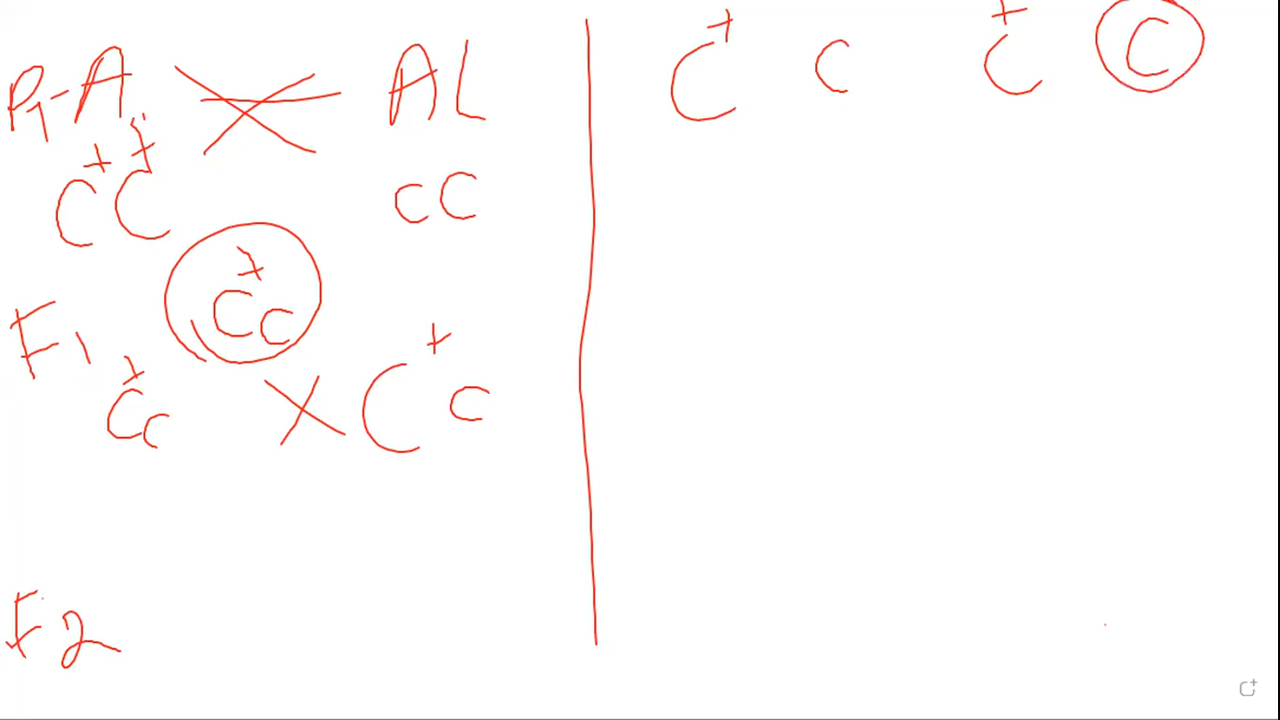 P1-A × AL
C+C+ cc
C+c
F1
C+c × C+c
F2
C+ c C+ c
C+